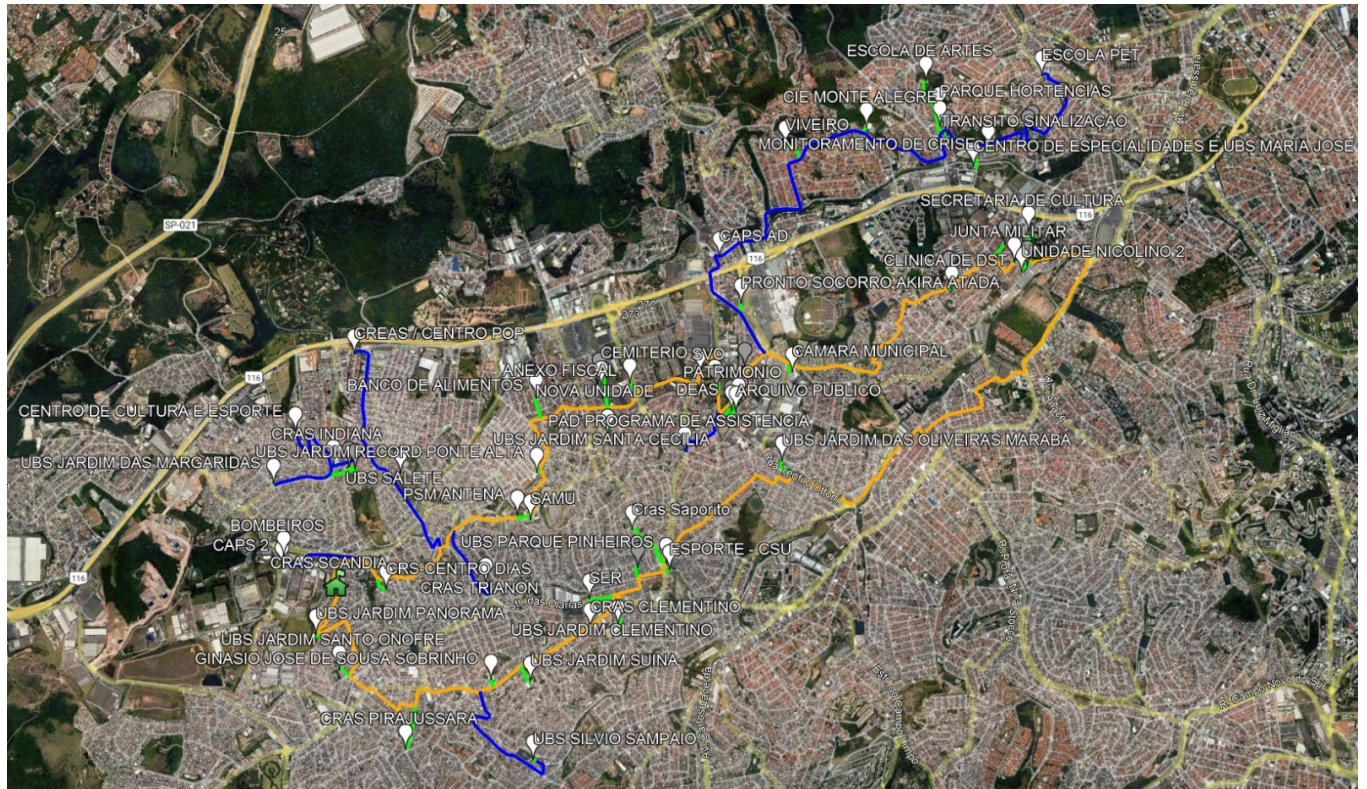 25
ESCOLA DE ARTES
ESCOLA PET
PARQUE HORTENCIAS
CIE MONTE ALEGRE
TRANSITO SINALIZAÇÃO
VIVEIRO
MONITORAMENTO DE CRISE
CENTRO DE ESPECIALIDADES E UBS MARIA JOSE
SECRETARIA DE CULTURA
SP-021
116
JUNTA MILITAR
CAPS AD
116
UNIDADE NICOLINO 2
CLINICA DE DST
PRONTO SOCORRO AKIRA ATADA
272
273
CREAS / CENTRO POP
CEMITERIO SVO
CAMARA MUNICIPAL
ANEXO FISCAL
PATRIMONIO
116
BANCO DE ALIMENTOS
NOVA UNIDADE
DEAS
ARQUIVO PUBLICO
CENTRO DE CULTURA E ESPORTE
PAD PROGRAMA DE ASSISTENCIA
CRAS INDIANA
UBS JARDIM SANTA CECILIA
UBS JARDIM DAS OLIVEIRAS MARABA
UBS JARDIM RECORD PONTE ALTA
UBS JARDIM DAS MARGARIDAS
UBS SALETE
PSM ANTENA
SAMU
Cras Saporito
BOMBEIROS
CAPS 2
UBS PARQUE PINHEIROS
ESPORTE - CSU
CRAS SCANDIA
CRS CENTRO DIAS
116
CRAS TRIANON
SER
CRAS CLEMENTINO
UBS JARDIM PANORAMA
UBS JARDIM CLEMENTINO
UBS JARDIM SANTO ONOFRE
GINASIO JOSE DE SOUSA SOBRINHO
UBS JARDIM SUINA
CRAS PIRAJUSSARA
UBS SILVIO SAMPAIO